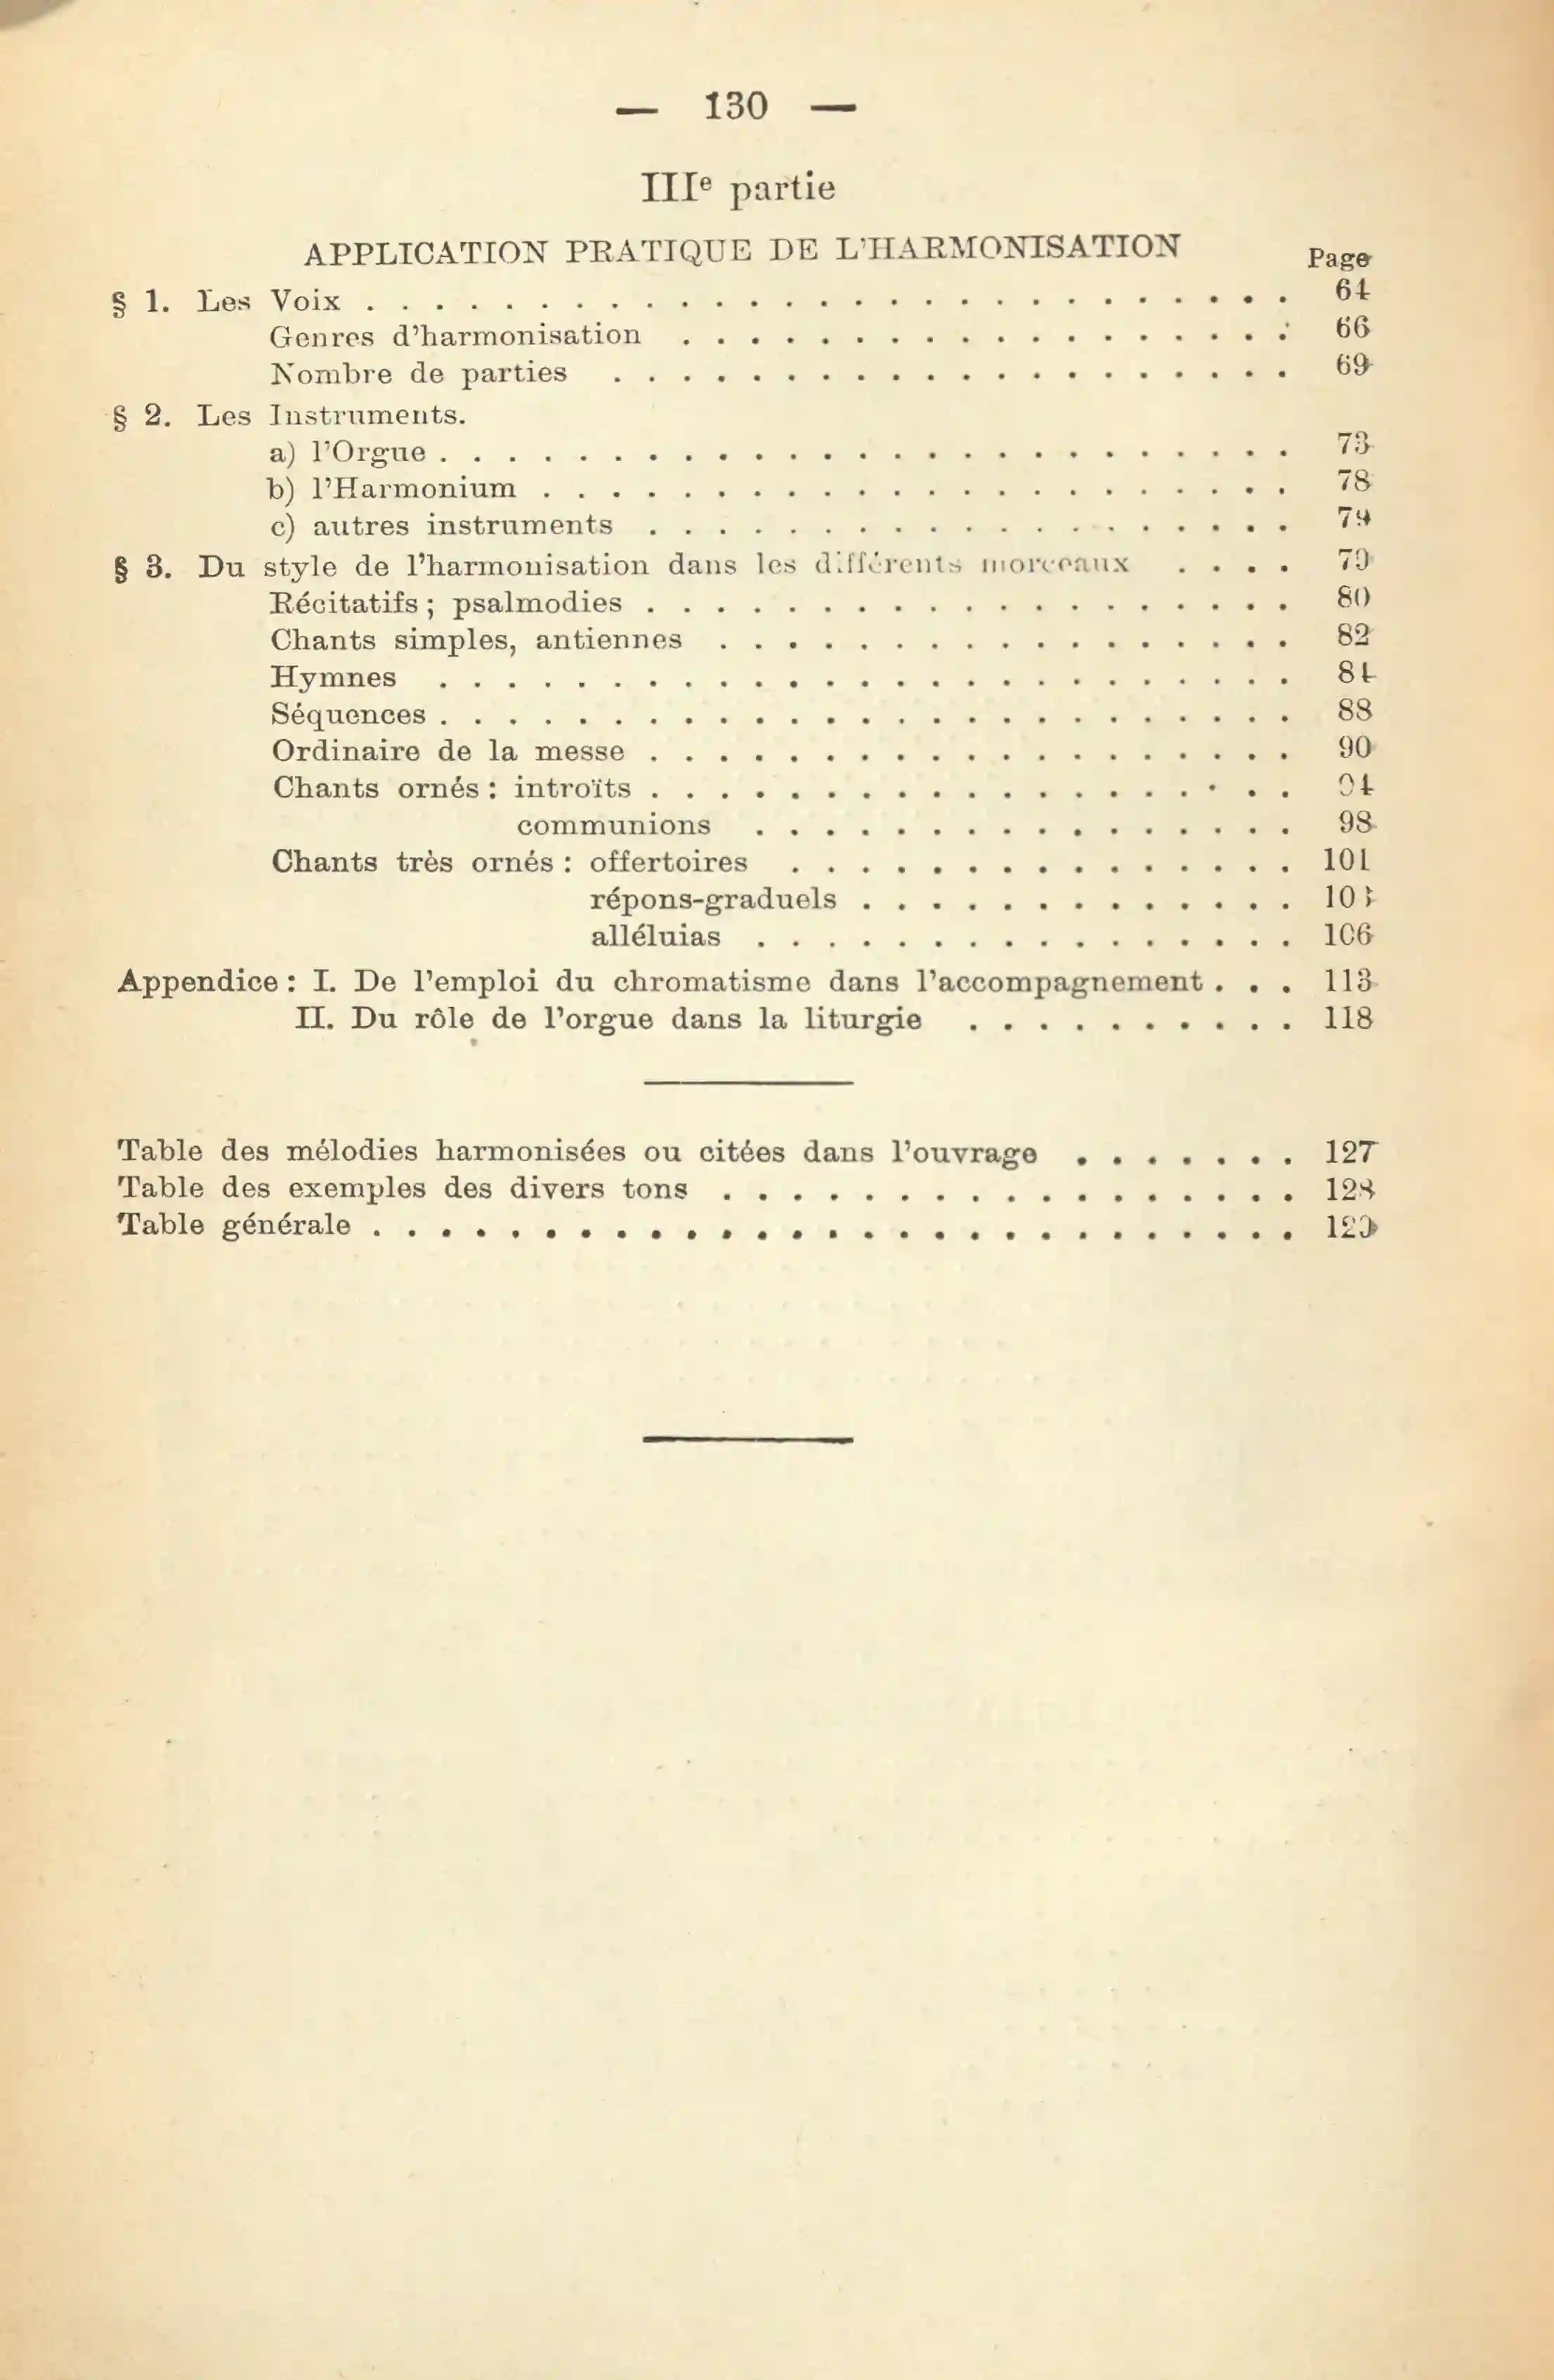 — 130 —
IIIe partie
APPLICATION PRATIQUE DE L'HARMONISATION
Page
§ 1. Les Voix . . . . . . . . . . . . . . . . . . . . . . . . . . . 64
Genres d'harmonisation . . . . . . . . . . . . . . . . . . 66
Nombre de parties . . . . . . . . . . . . . . . . . . . . 69
§ 2. Les Instruments.
a) l'Orgue . . . . . . . . . . . . . . . . . . . . . . . . . 73
b) l'Harmonium . . . . . . . . . . . . . . . . . . . . . . 78
c) autres instruments . . . . . . . . . . . . . . . . . . . 79
§ 3. Du style de l'harmonisation dans les différents morceaux . . . . 79
Récitatifs ; psalmodies . . . . . . . . . . . . . . . . . . . 80
Chants simples, antiennes . . . . . . . . . . . . . . . . . 82
Hymnes . . . . . . . . . . . . . . . . . . . . . . . . . 84
Séquences . . . . . . . . . . . . . . . . . . . . . . . . . 88
Ordinaire de la messe . . . . . . . . . . . . . . . . . . . 90
Chants ornés : introïts . . . . . . . . . . . . . . . . . . . 94
communions . . . . . . . . . . . . . . . . 98
Chants très ornés : offertoires . . . . . . . . . . . . . . . 101
répons-graduels . . . . . . . . . . . . . 10
alléluias . . . . . . . . . . . . . . . . 106
Appendice : I. De l'emploi du chromatisme dans l'accompagnement . . . 113
II. Du rôle de l'orgue dans la liturgie . . . . . . . . . . 118
Table des mélodies harmonisées ou citées dans l'ouvrage . . . . . . . 127
Table des exemples des divers tons . . . . . . . . . . . . . . . . . 128
Table générale . . . . . . . . . . . . . . . . . . . . . . . . . . . 129